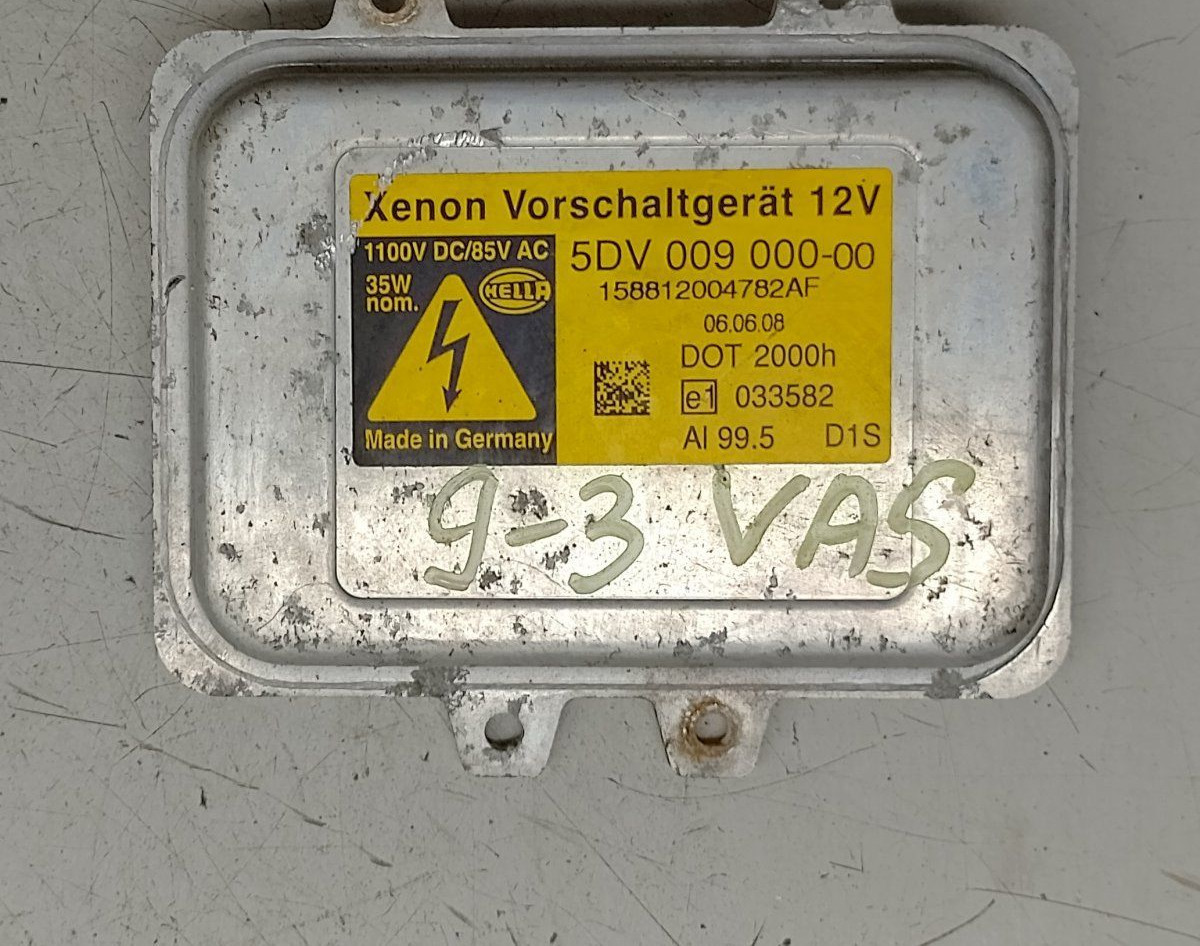 Xenon Vorschaltgerät 12V
1100V DC/85V AC
35W
nom.
HELLA
Made in Germany
5DV 009 000-00
158812004782AF
06.06.08
DOT 2000h
e1 033582
Al 99.5 D1S
9-3 VAS